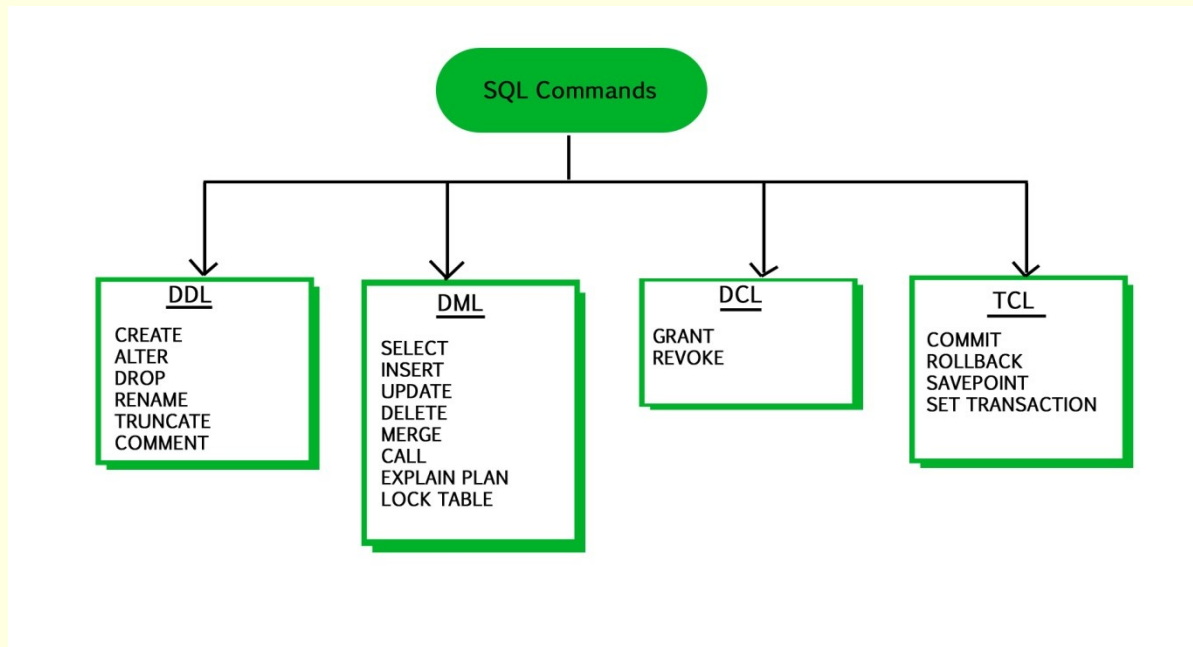 SQL Commands
DDL
CREATE
ALTER
DROP
RENAME
TRUNCATE
COMMENT
DML
SELECT
INSERT
UPDATE
DELETE
MERGE
CALL
EXPLAIN PLAN
LOCK TABLE
DCL
GRANT
REVOKE
TCL
COMMIT
ROLLBACK
SAVEPOINT
SET TRANSACTION